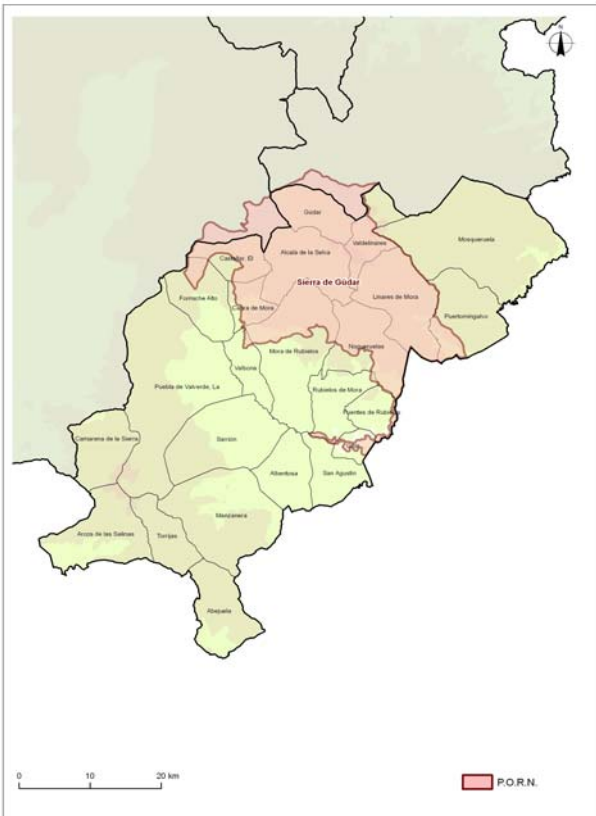 N
Gúdar
Mosqueruela
Valdelinares
Alcalá de la Selva
Castellar, El
Sierra de Gúdar
Formiche Alto
Linares de Mora
Cabra de Mora
Puertomingalvo
Nogueruelas
Mora de Rubielos
Valbona
Puebla de Valverde, La
Rubielos de Mora
Fuentes de Rubielos
Camarena de la Sierra
Sarrión
Albentosa
San Agustín
Manzanera
Arcos de las Salinas
Torrijas
Abejuela
0 10 20 km
P.O.R.N.